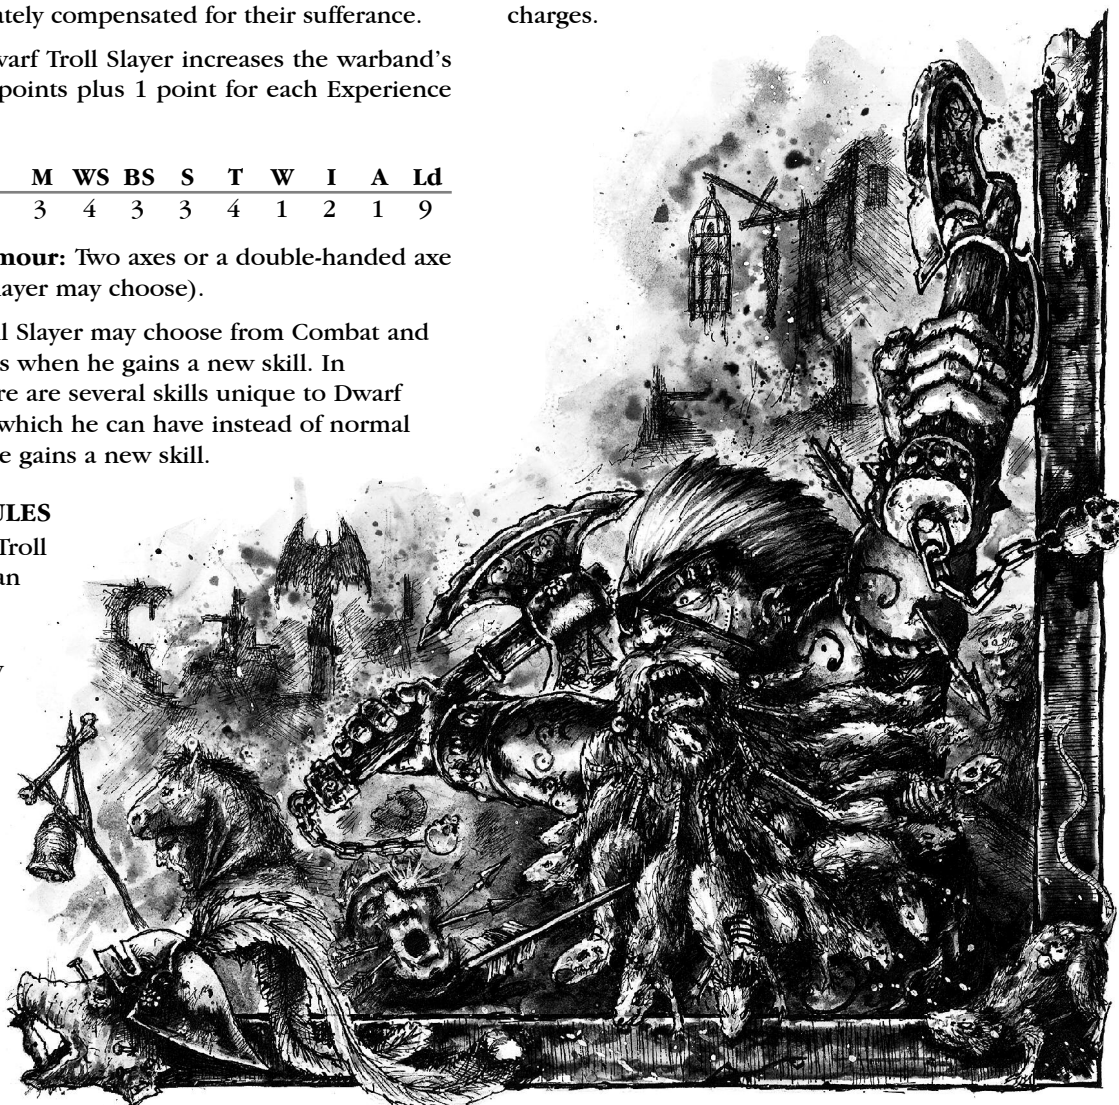 ately compensated for their sufferance.
warf Troll Slayer increases the warband's
points plus 1 point for each Experience
M WS BS S T W I A Ld
3 4 3 3 4 1 2 1 9
mour: Two axes or a double-handed axe
layer may choose).
ll Slayer may choose from Combat and
s when he gains a new skill. In
re are several skills unique to Dwarf
which he can have instead of normal
e gains a new skill.
ULES
Troll
an
charges.